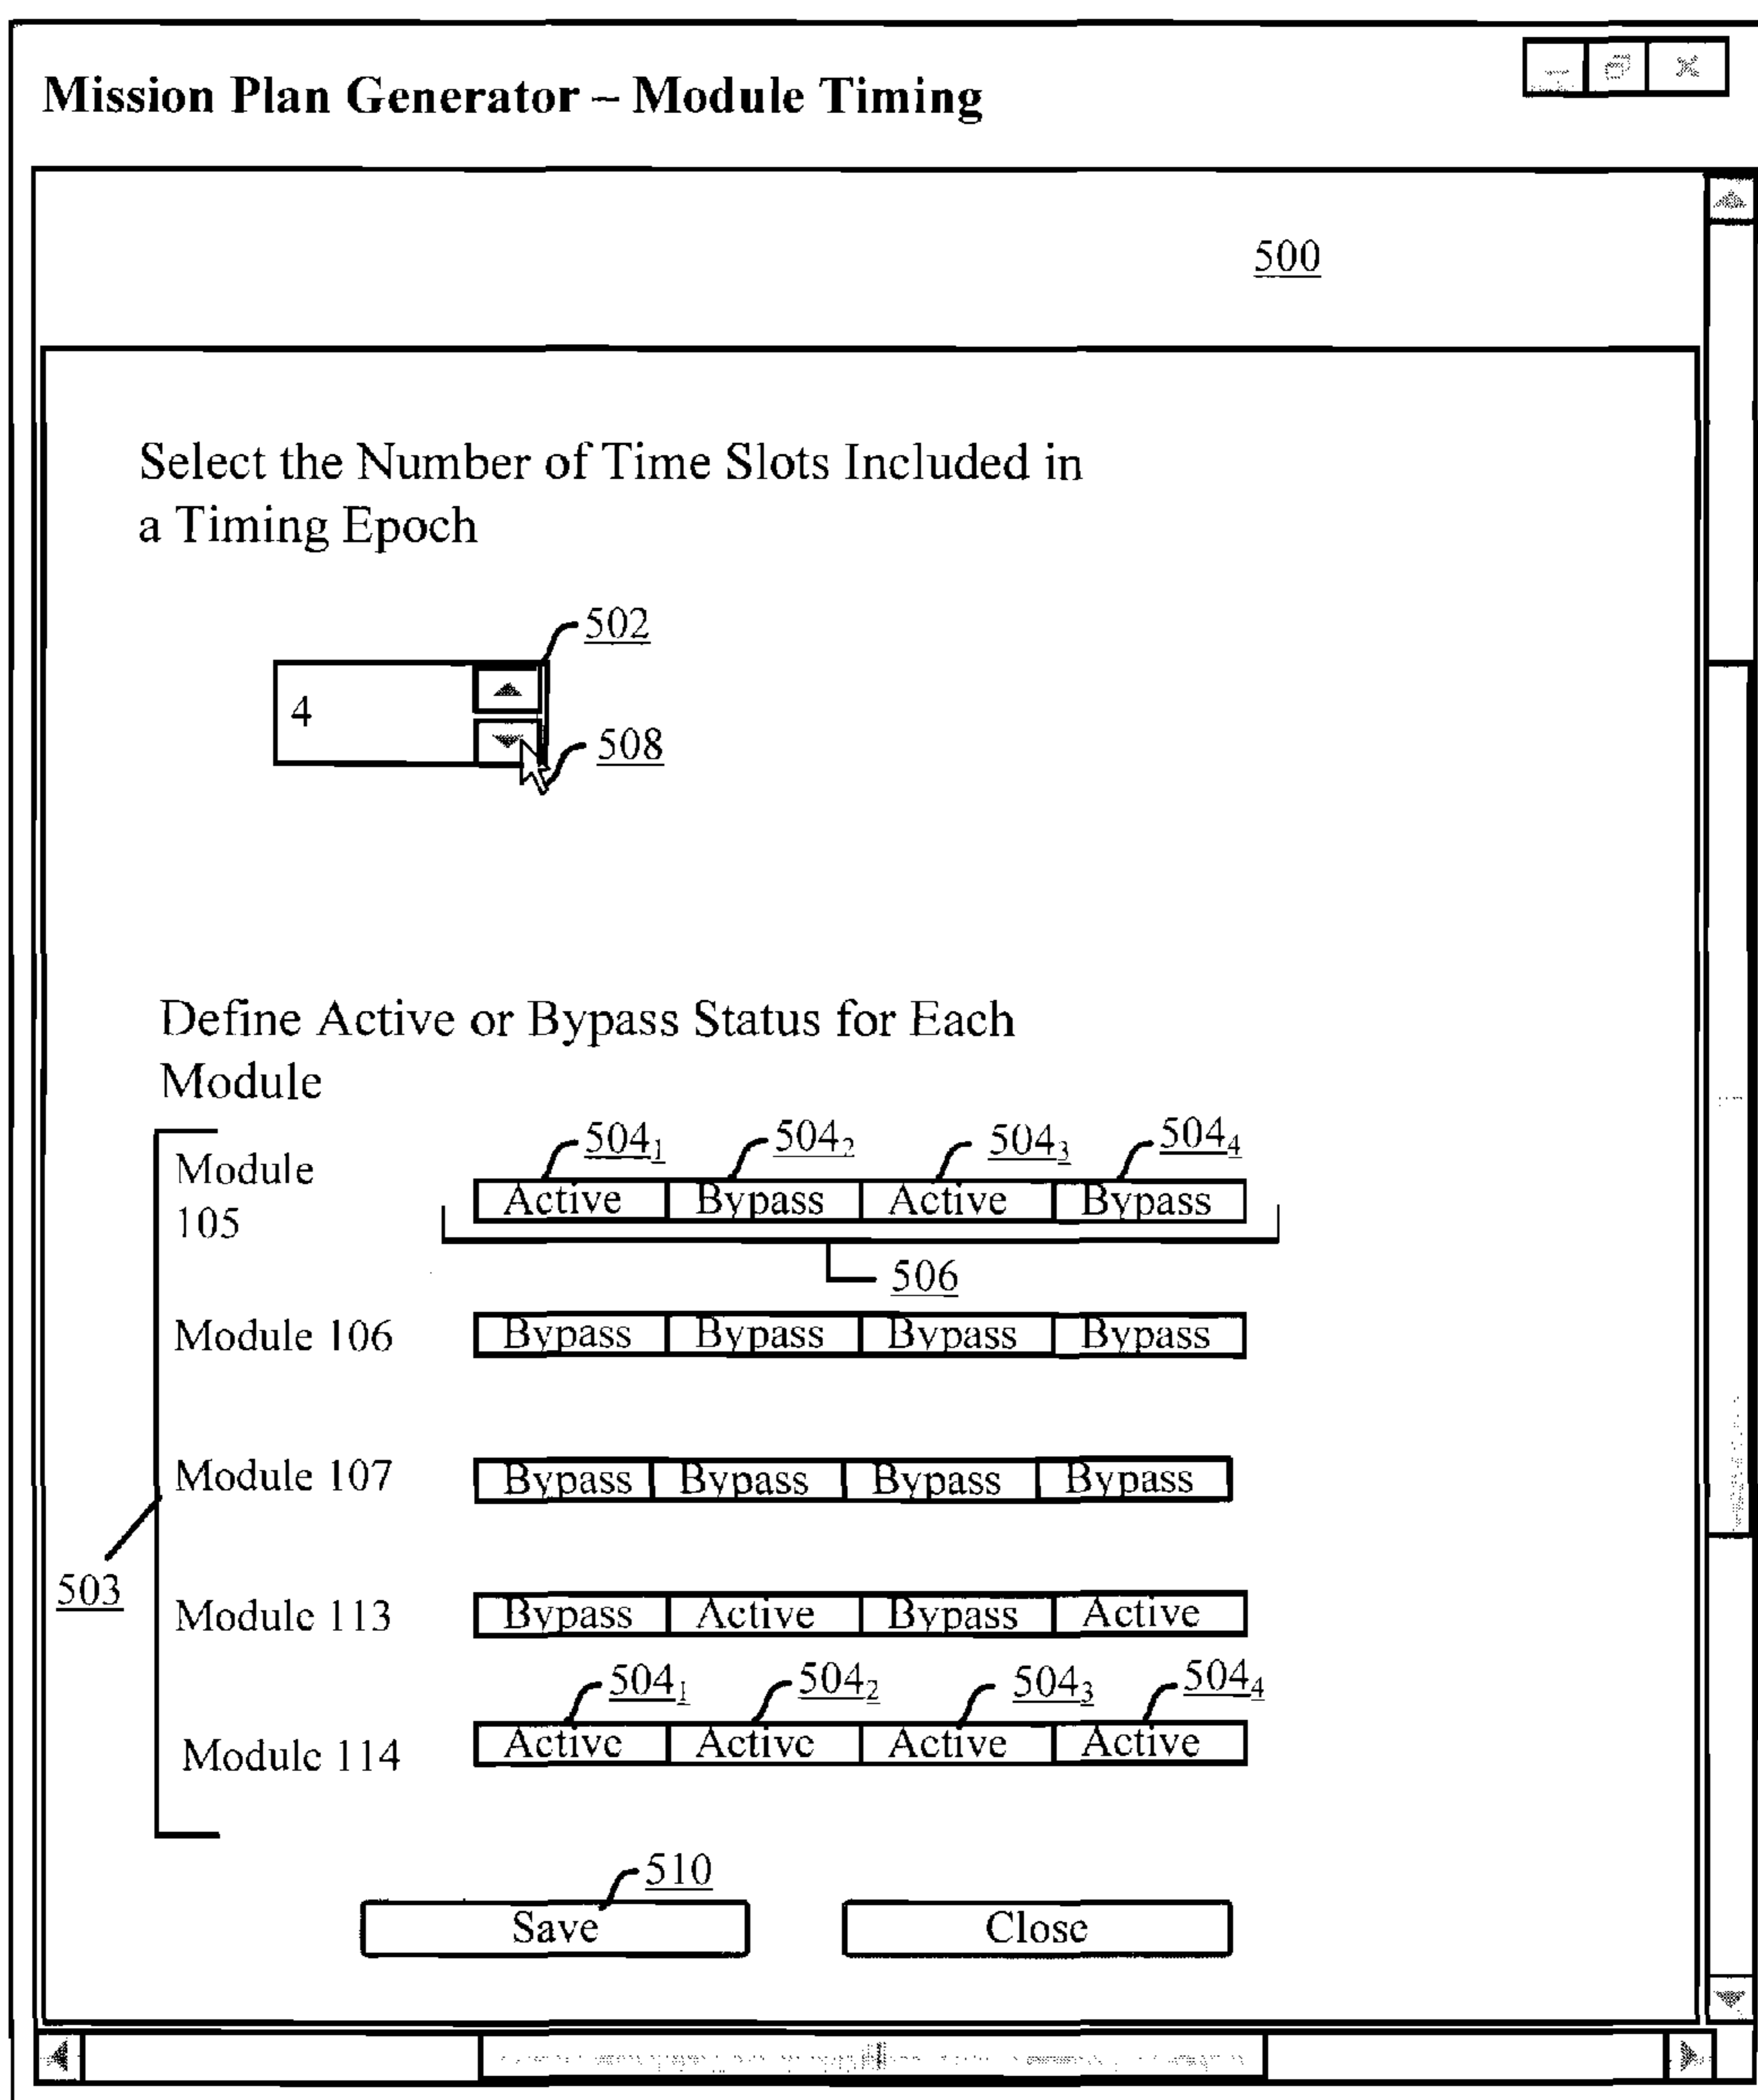 Mission Plan Generator – Module Timing
500
Select the Number of Time Slots Included in
a Timing Epoch
502
4
508
Define Active or Bypass Status for Each
Module
504₁ 504₂ 504₃ 504₄
Module
105
Active Bypass Active Bypass
506
Module 106 Bypass Bypass Bypass Bypass
Module 107 Bypass Bypass Bypass Bypass
503
Module 113 Bypass Active Bypass Active
504₁ 504₂ 504₃ 504₄
Module 114 Active Active Active Active
510
Save Close